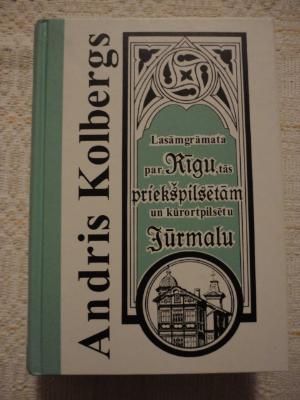 Andris Kolbergs
Lasāmgrāmata
par Rīgu, tās
priekšpilsētām
un kūrortpilsētu
Jūrmalu